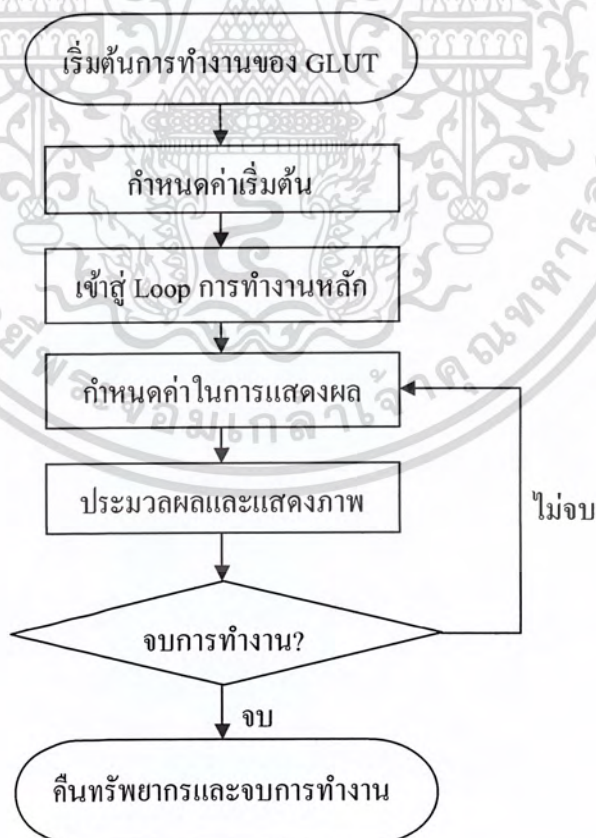 เริ่มต้นการทำงานของ GLUT
กำหนดค่าเริ่มต้น
เข้าสู่ Loop การทำงานหลัก
กำหนดค่าในการแสดงผล
ประมวลผลและแสดงภาพ
ไม่จบ
จบการทำงาน?
จบ
คืนทรัพยากรและจบการทำงาน